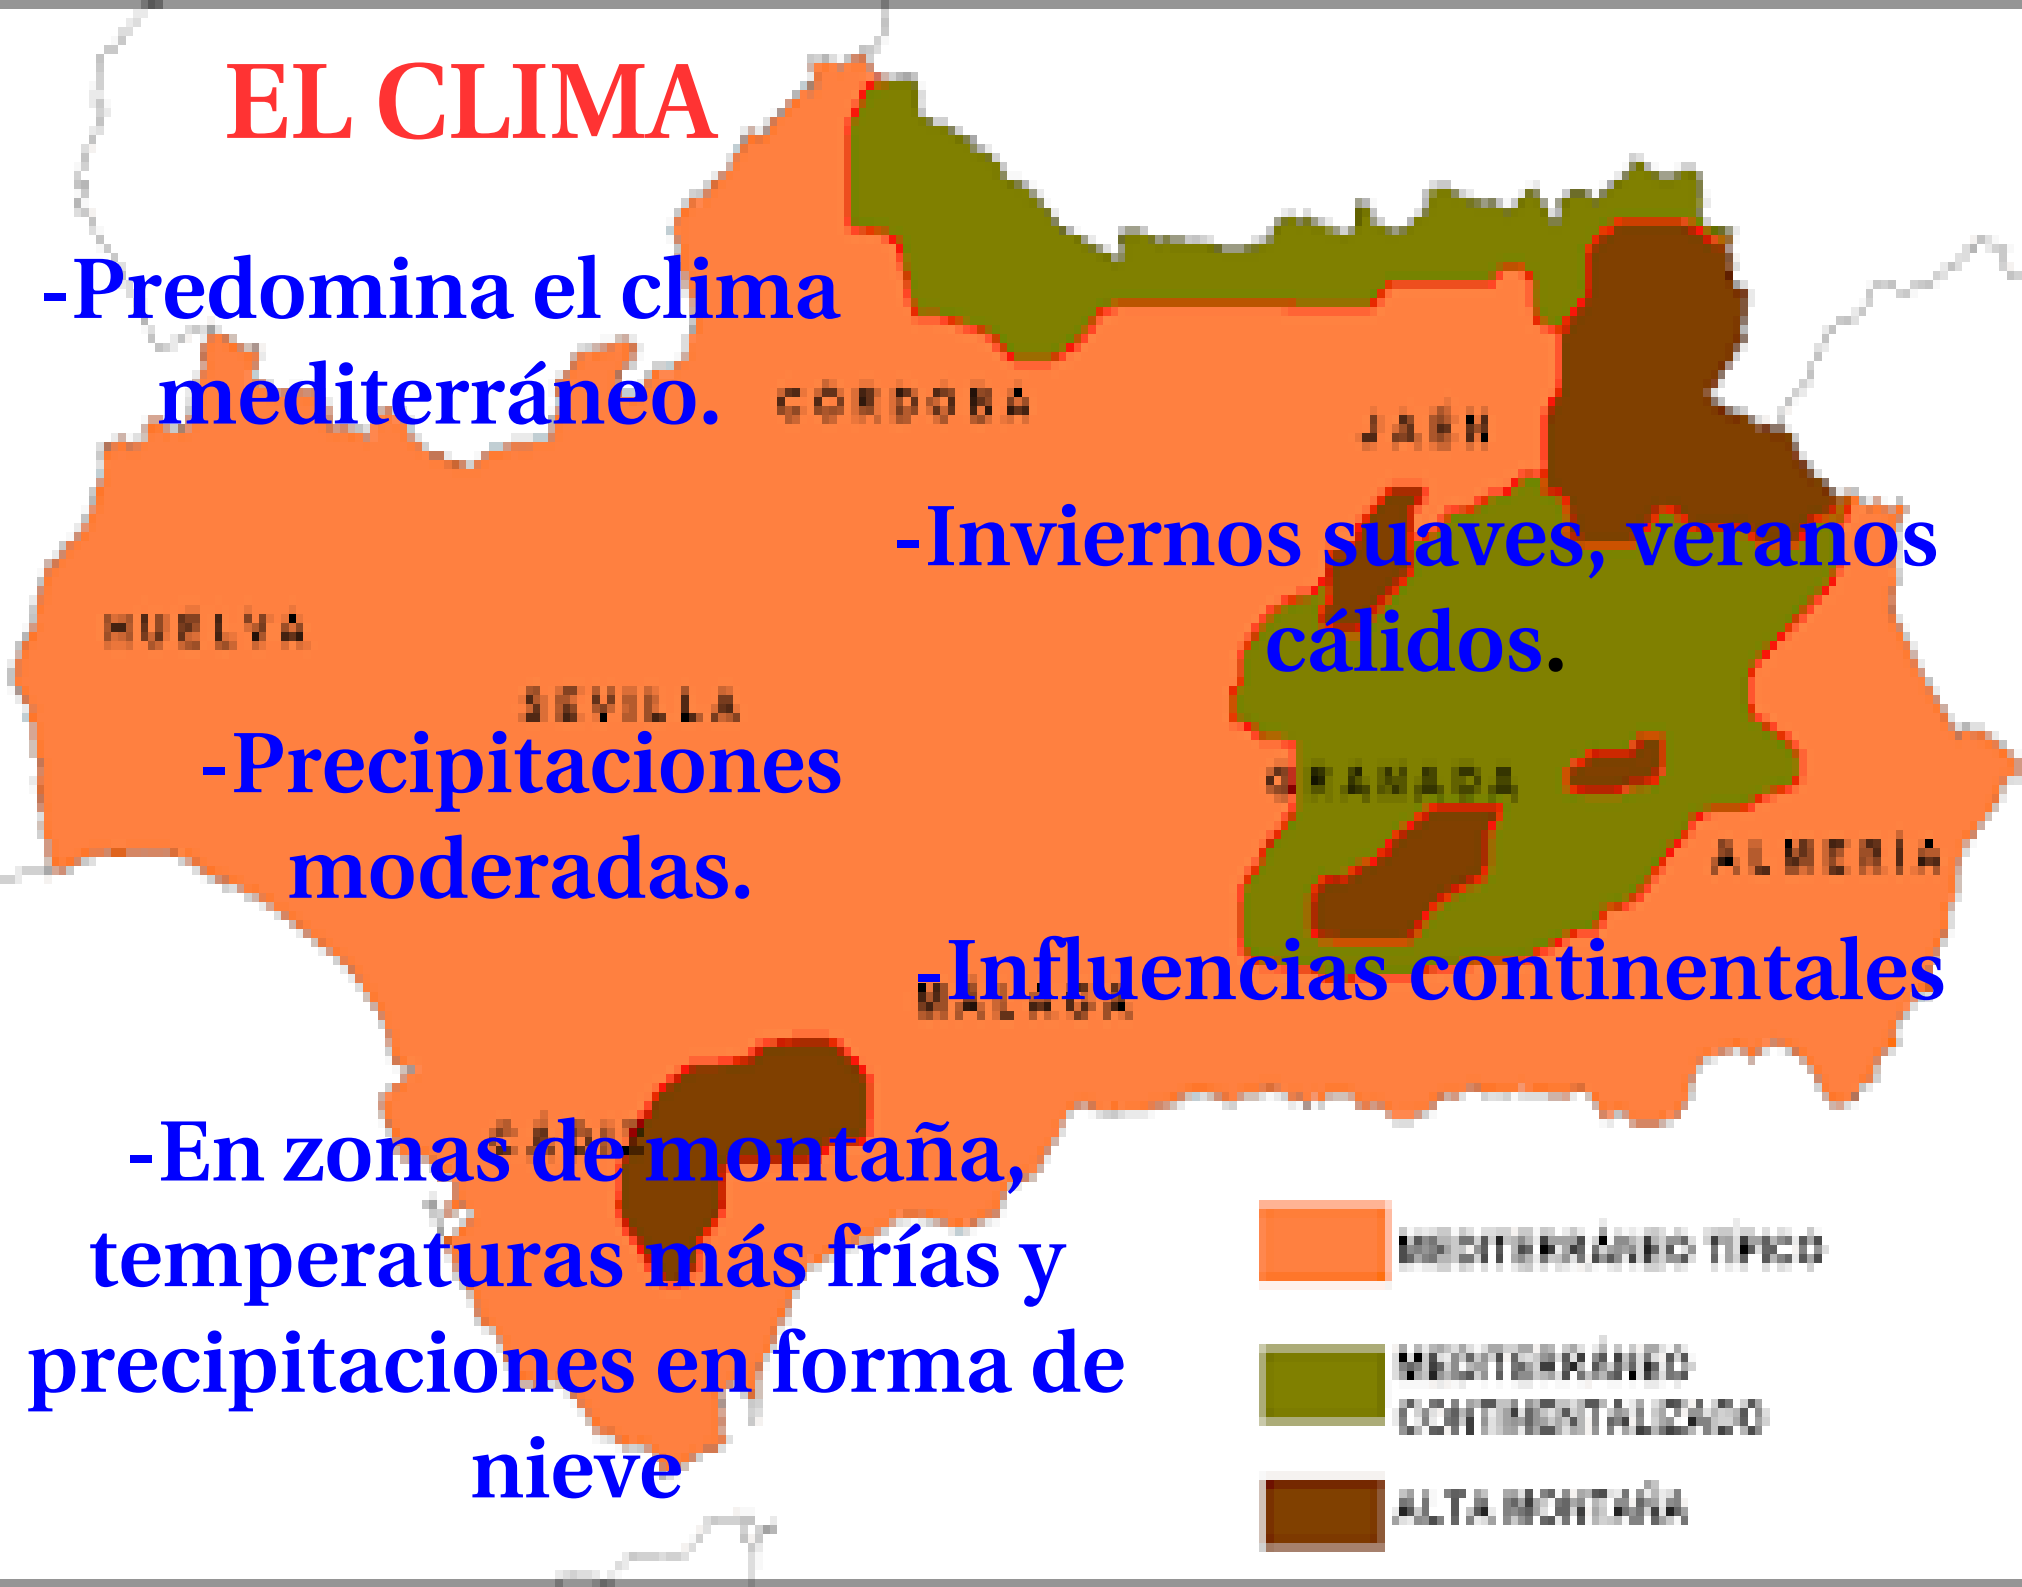 EL CLIMA
-Predomina el clima
mediterráneo.
CÓRDOBA
JAÉN
-Inviernos suaves, veranos
cálidos.
HUELVA
SEVILLA
-Precipitaciones
moderadas.
GRANADA
ALMERÍA
-Influencias continentales
MÁLAGA
CÁDIZ
-En zonas de montaña,
temperaturas más frías y
precipitaciones en forma de
nieve
MEDITERRÁNEO TÍPICO
MEDITERRÁNEO
CONTINENTALIZADO
ALTA MONTAÑA